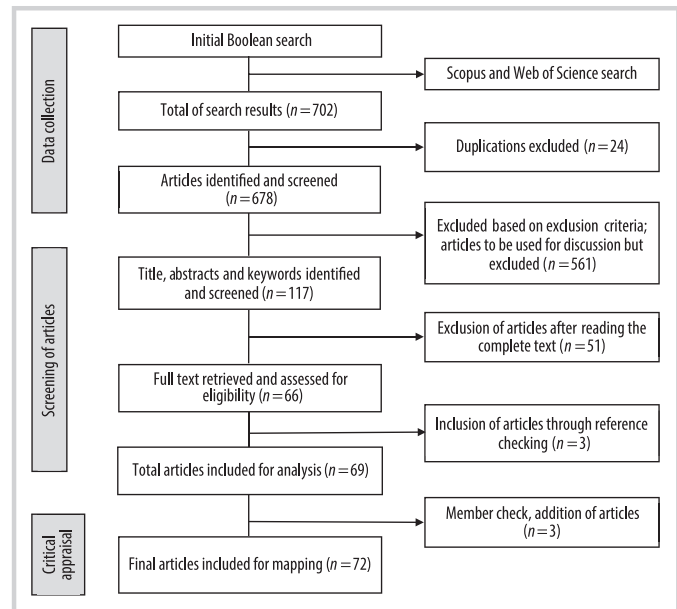 Data collection
Initial Boolean search
Scopus and Web of Science search
Total of search results (n=702)
Duplications excluded (n=24)
Articles identified and screened
(n=678)
Excluded based on exclusion criteria;
articles to be used for discussion but
excluded (n=561)
Screening of articles
Title, abstracts and keywords identified
and screened (n=117)
Exclusion of articles after reading the
complete text (n=51)
Full text retrieved and assessed for
eligibility (n=66)
Inclusion of articles through reference
checking (n=3)
Total articles included for analysis (n=69)
Critical
appraisal
Member check, addition of articles
(n=3)
Final articles included for mapping (n=72)